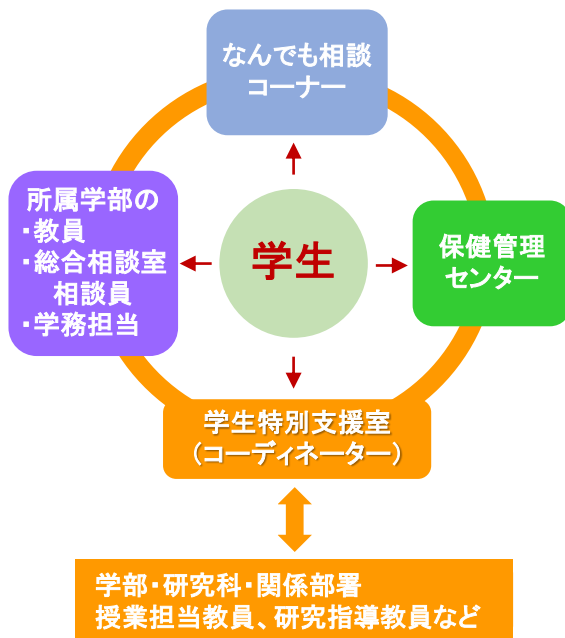 なんでも相談
コーナー
所属学部の
・教員
・総合相談室
相談員
・学務担当
学生
保健管理
センター
学生特別支援室
（コーディネーター）
学部・研究科・関係部署
授業担当教員、研究指導教員など